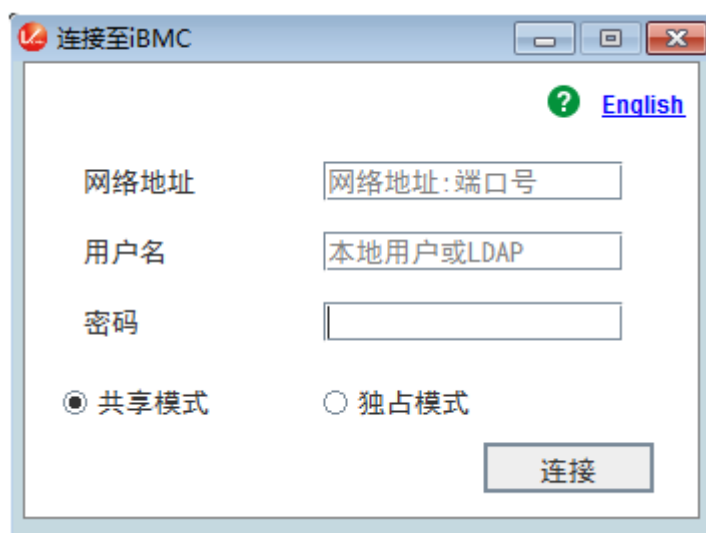 连接至iBMC
? English
网络地址 网络地址:端口号
用户名 本地用户或LDAP
密码
共享模式 独占模式
连接